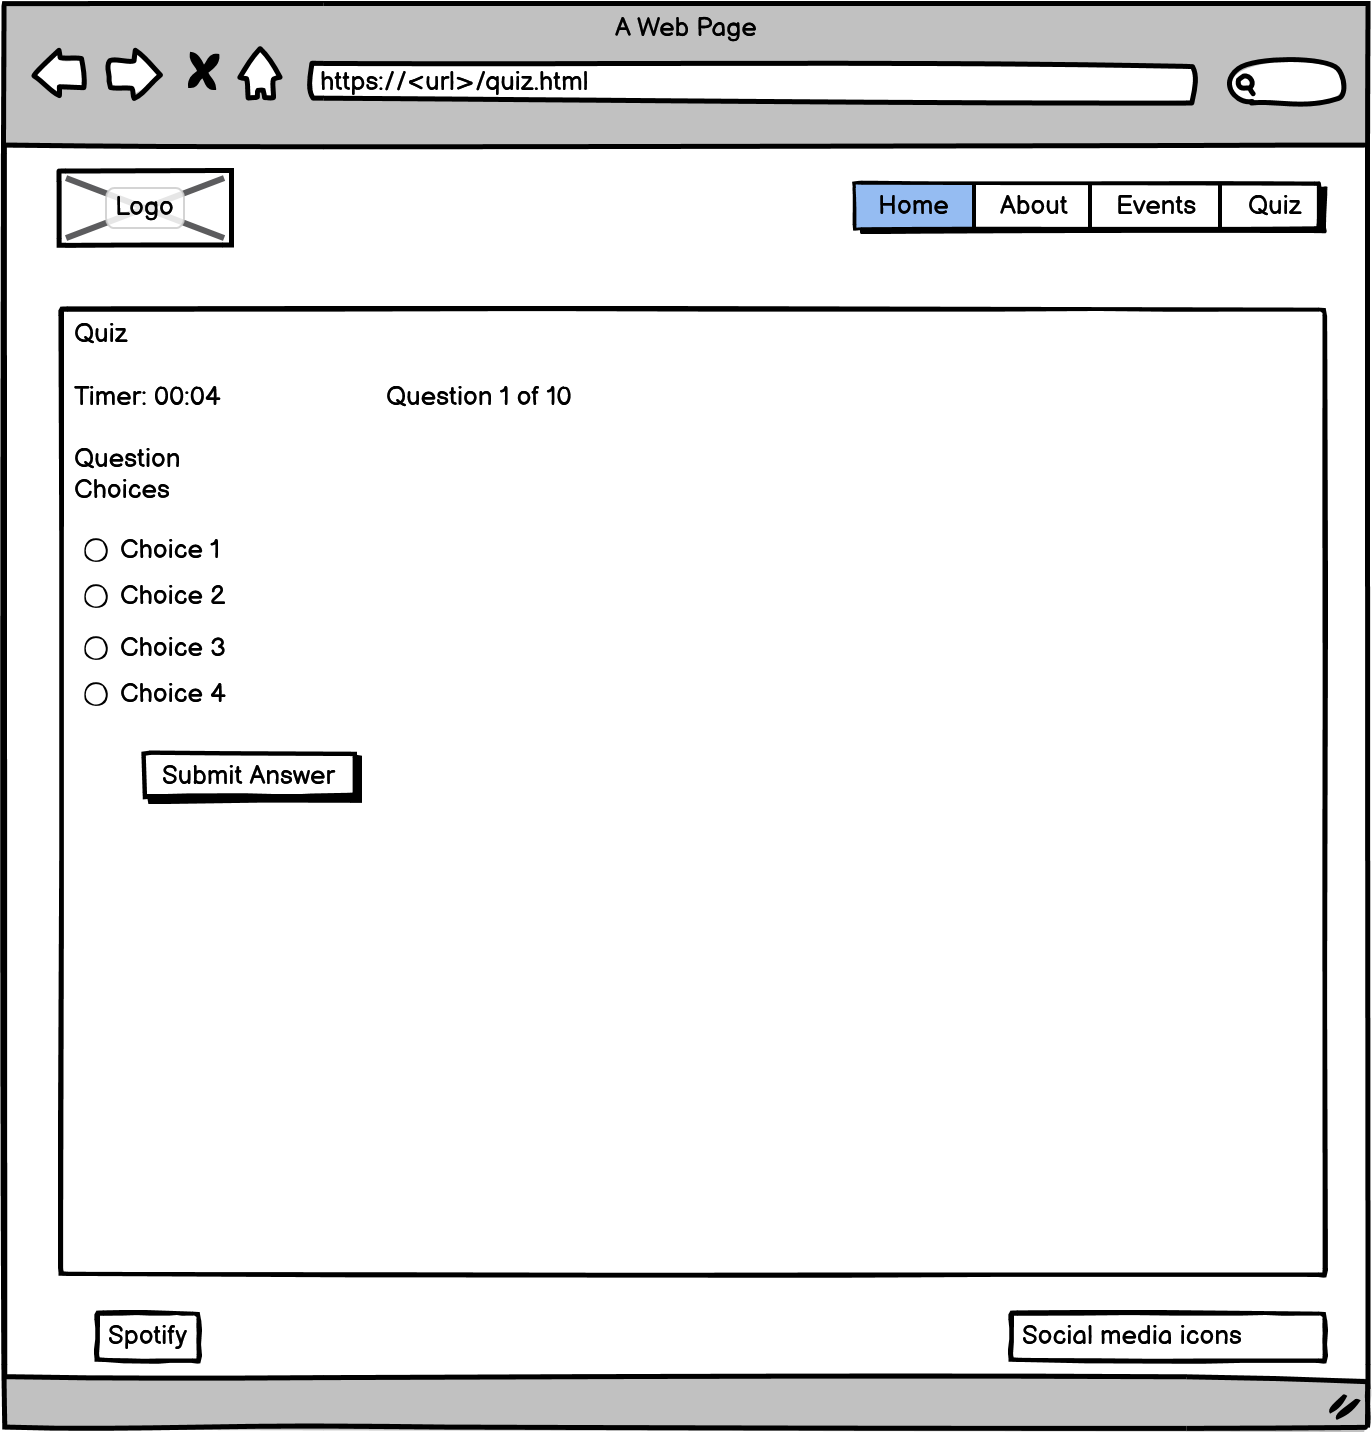 A Web Page
https://<url>/quiz.html
Logo
Home About Events Quiz
Quiz
Timer: 00:04 Question 1 of 10
Question
Choices
Choice 1
Choice 2
Choice 3
Choice 4
Submit Answer
Spotify
Social media icons